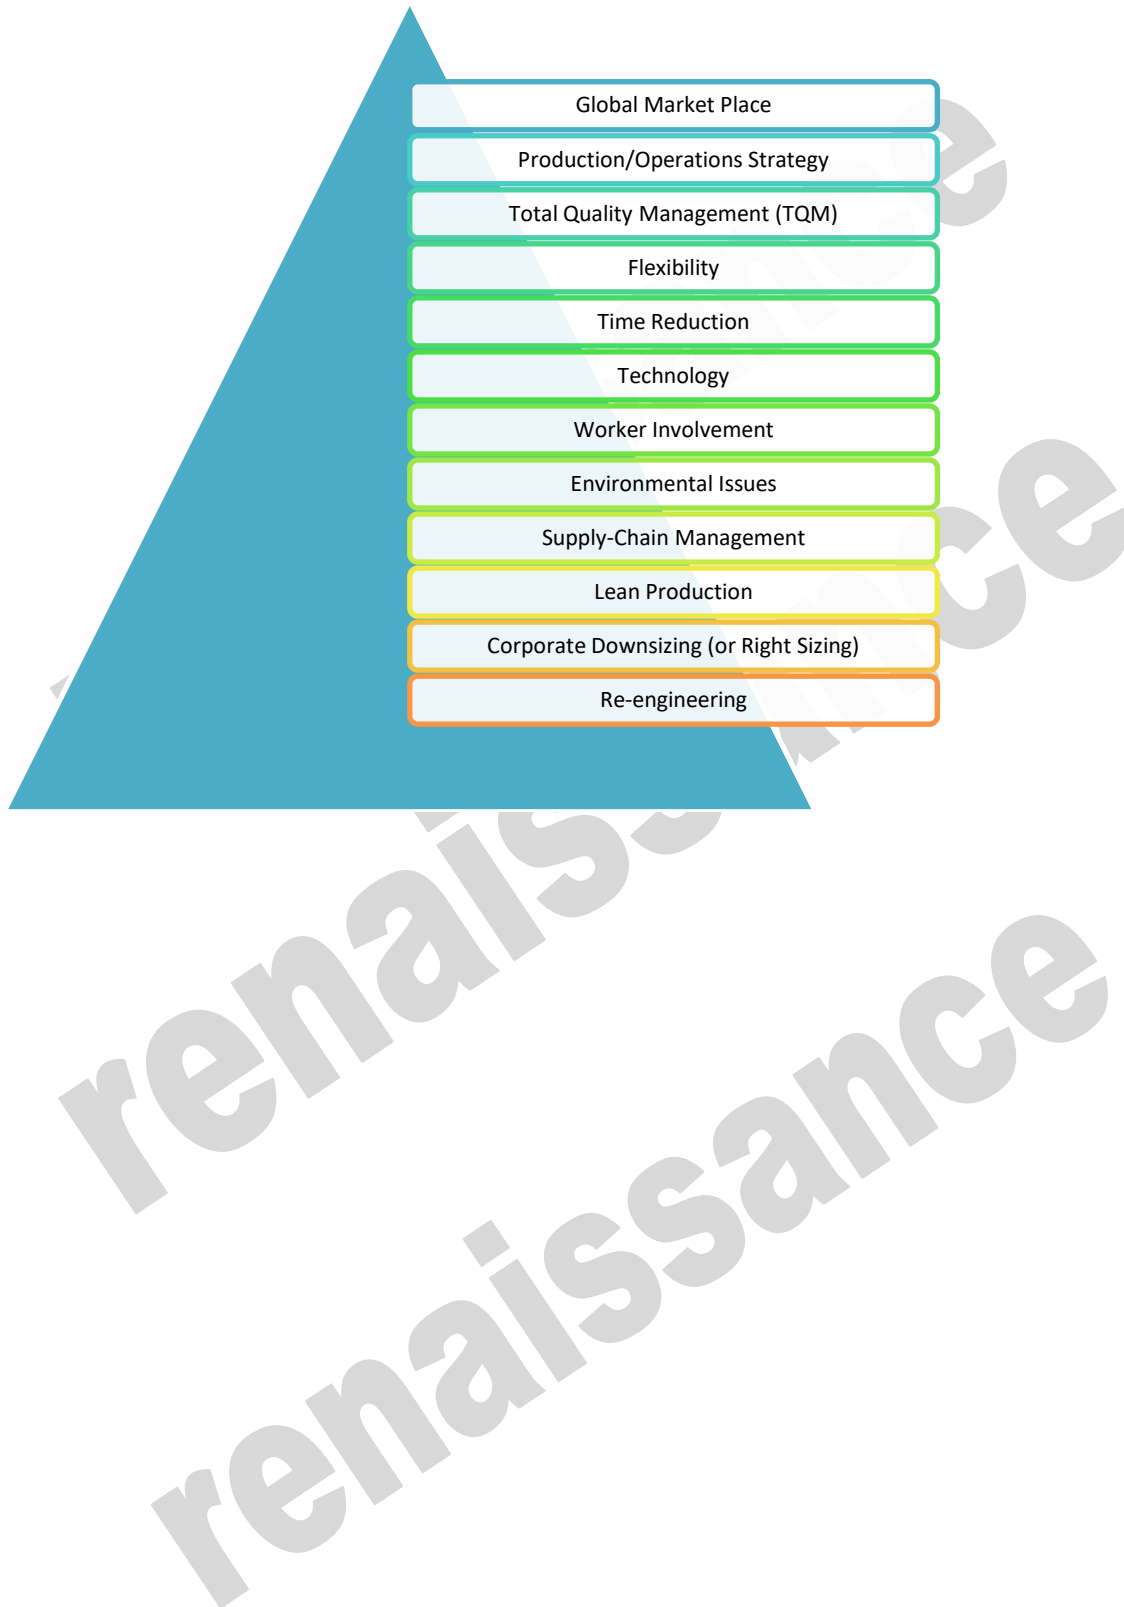 Global Market Place
Production/Operations Strategy
Total Quality Management (TQM)
Flexibility
Time Reduction
Technology
Worker Involvement
Environmental Issues
Supply-Chain Management
Lean Production
Corporate Downsizing (or Right Sizing)
Re-engineering
renaissance
renaissance